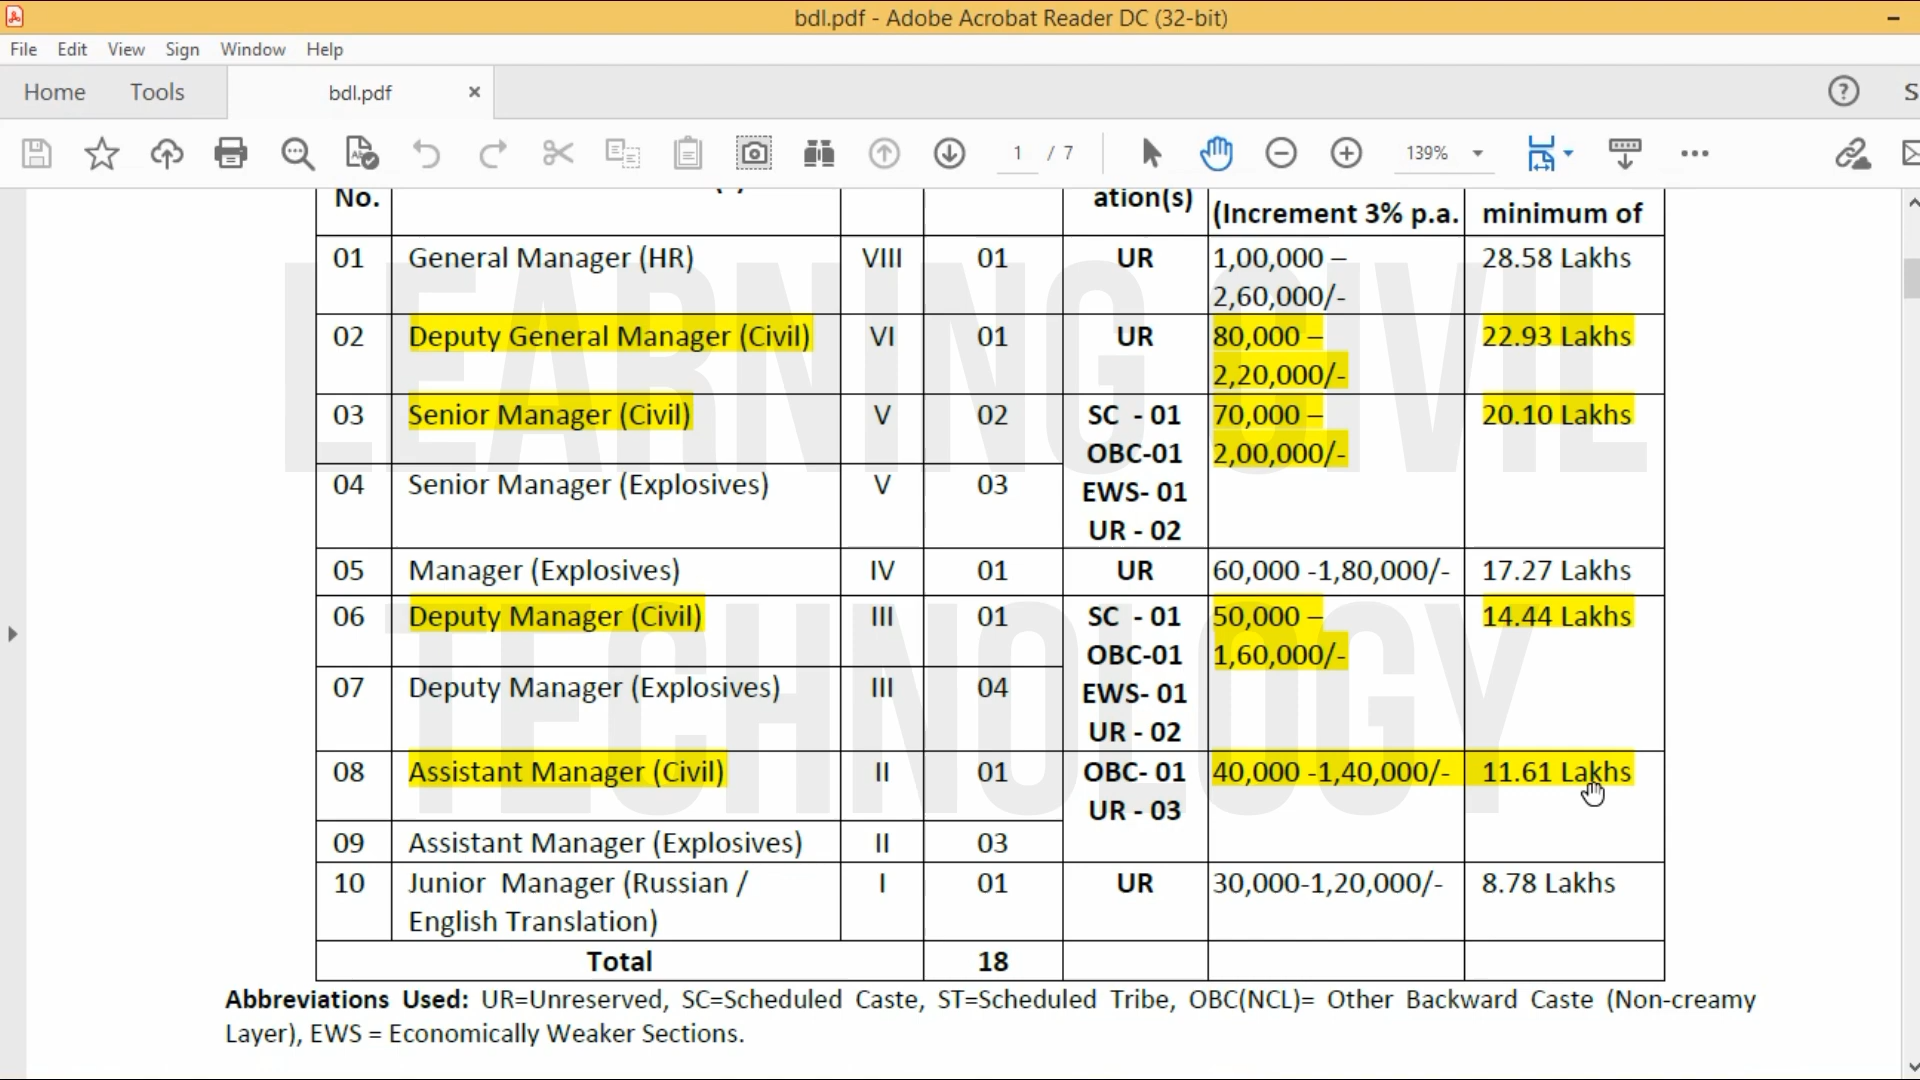 bdl.pdf - Adobe Acrobat Reader DC (32-bit)
File Edit View Sign Window Help
Home Tools bdl.pdf × ? S
1 / 7 139%
No. ation(s) (Increment 3% p.a. minimum of
01 General Manager (HR) VIII 01 UR 1,00,000 – 28.58 Lakhs
2,60,000/-
02 Deputy General Manager (Civil) VI 01 UR 80,000 – 22.93 Lakhs
2,20,000/-
03 Senior Manager (Civil) V 02 SC - 01 70,000 – 20.10 Lakhs
OBC-01 2,00,000/-
04 Senior Manager (Explosives) V 03 EWS- 01
UR - 02
05 Manager (Explosives) IV 01 UR 60,000 -1,80,000/- 17.27 Lakhs
06 Deputy Manager (Civil) III 01 SC - 01 50,000 – 14.44 Lakhs
OBC-01 1,60,000/-
07 Deputy Manager (Explosives) III 04 EWS- 01
UR - 02
08 Assistant Manager (Civil) II 01 OBC- 01 40,000 -1,40,000/- 11.61 Lakhs
UR - 03
09 Assistant Manager (Explosives) II 03
10 Junior Manager (Russian / I 01 UR 30,000-1,20,000/- 8.78 Lakhs
English Translation)
Total 18
Abbreviations Used: UR=Unreserved, SC=Scheduled Caste, ST=Scheduled Tribe, OBC(NCL)= Other Backward Caste (Non-creamy
Layer), EWS = Economically Weaker Sections.
LEARNING CIVIL
TECHNOLOGY